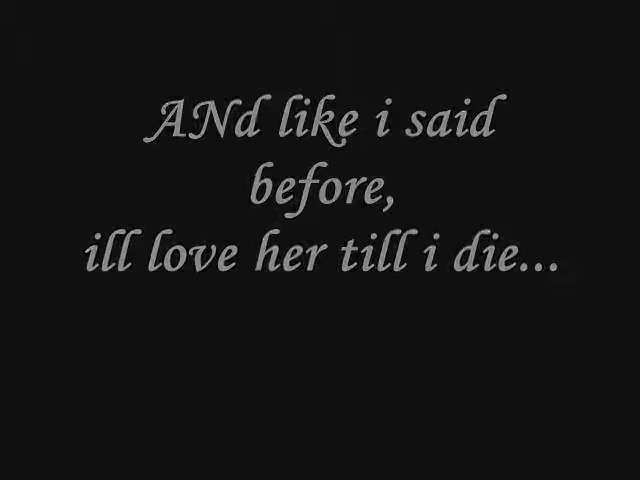 ANd like i said
before,
ill love her till i die...